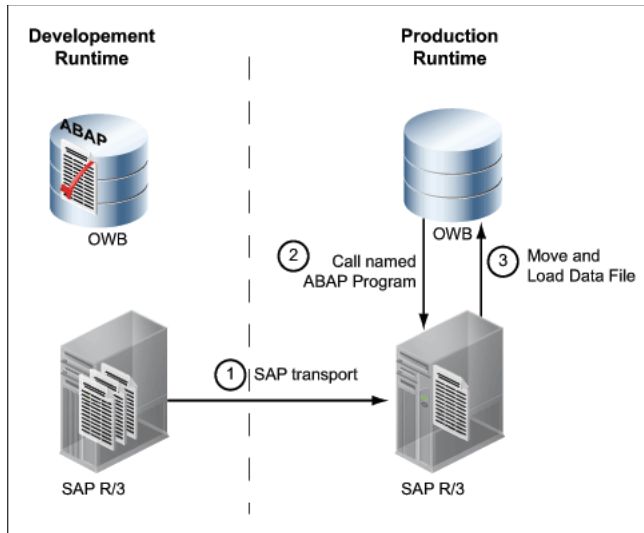 Developement
Runtime
Production
Runtime
ABAP
OWB
OWB
2
Call named
ABAP Program
3
Move and
Load Data File
1
SAP transport
SAP R/3
SAP R/3